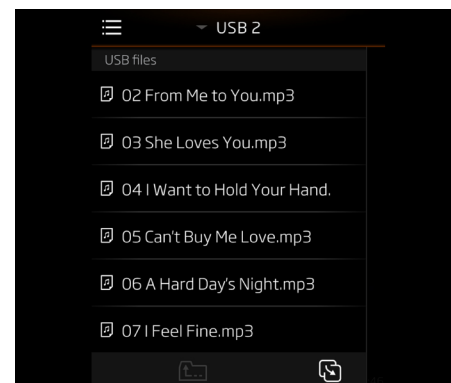 USB 2
USB files
02 From Me to You.mp3
03 She Loves You.mp3
04 I Want to Hold Your Hand.
05 Can't Buy Me Love.mp3
06 A Hard Day's Night.mp3
07 I Feel Fine.mp3